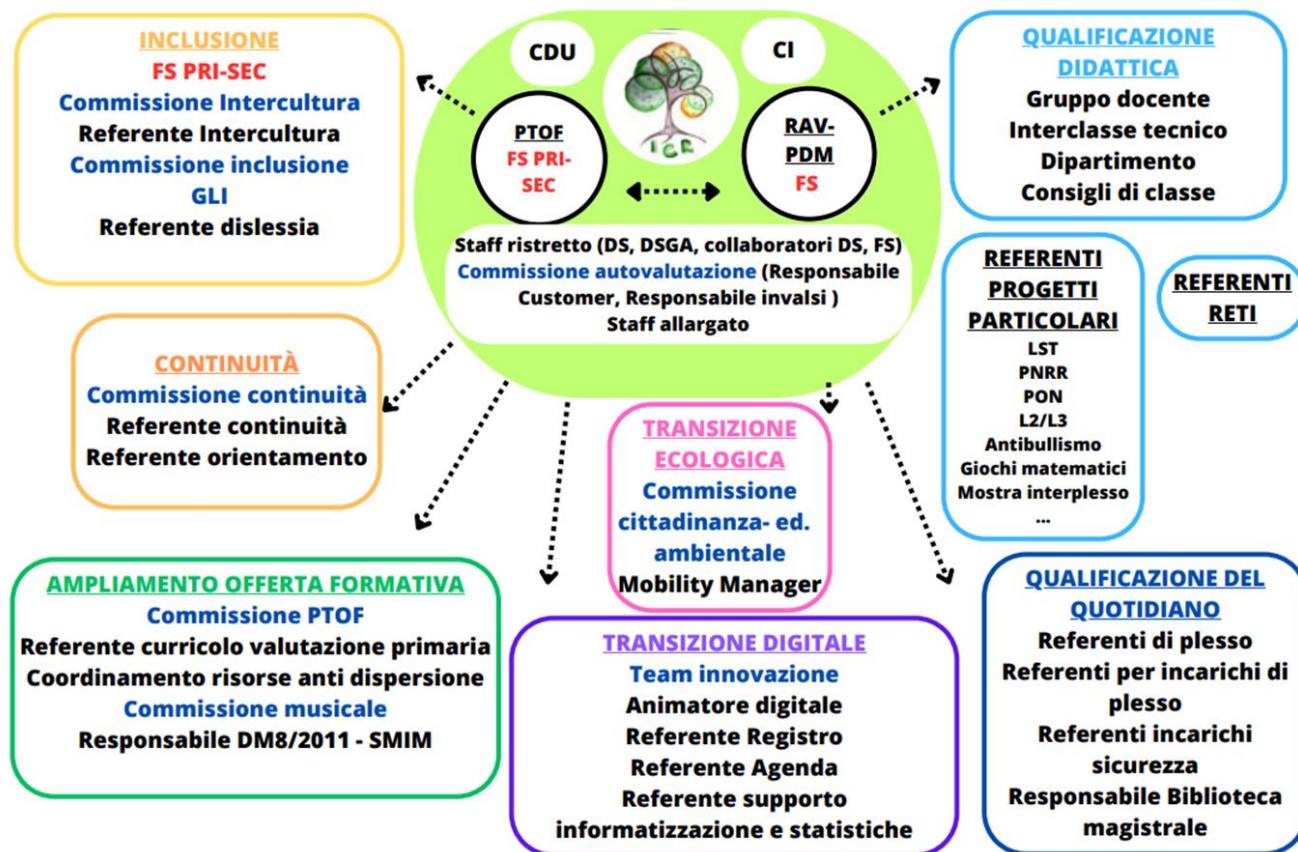 INCLUSIONE
FS PRI-SEC
Commissione Intercultura
Referente Intercultura
Commissione inclusione
GLI
Referente dislessia
CDU
CI
ICR
PTOF
FS PRI-
SEC
RAV-
PDM
FS
Staff ristretto (DS, DSGA, collaboratori DS, FS)
Commissione autovalutazione (Responsabile
Customer, Responsabile invalsi )
Staff allargato
QUALIFICAZIONE
DIDATTICA
Gruppo docente
Interclasse tecnico
Dipartimento
Consigli di classe
REFERENTI
PROGETTI
PARTICOLARI
LST
PNRR
PON
L2/L3
Antibullismo
Giochi matematici
Mostra interplesso
...
REFERENTI
RETI
CONTINUITÀ
Commissione continuità
Referente continuità
Referente orientamento
TRANSIZIONE
ECOLOGICA
Commissione
cittadinanza- ed.
ambientale
Mobility Manager
AMPLIAMENTO OFFERTA FORMATIVA
Commissione PTOF
Referente curricolo valutazione primaria
Coordinamento risorse anti dispersione
Commissione musicale
Responsabile DM8/2011 - SMIM
TRANSIZIONE DIGITALE
Team innovazione
Animatore digitale
Referente Registro
Referente Agenda
Referente supporto
informatizzazione e statistiche
QUALIFICAZIONE DEL
QUOTIDIANO
Referenti di plesso
Referenti per incarichi di
plesso
Referenti incarichi
sicurezza
Responsabile Biblioteca
magistrale